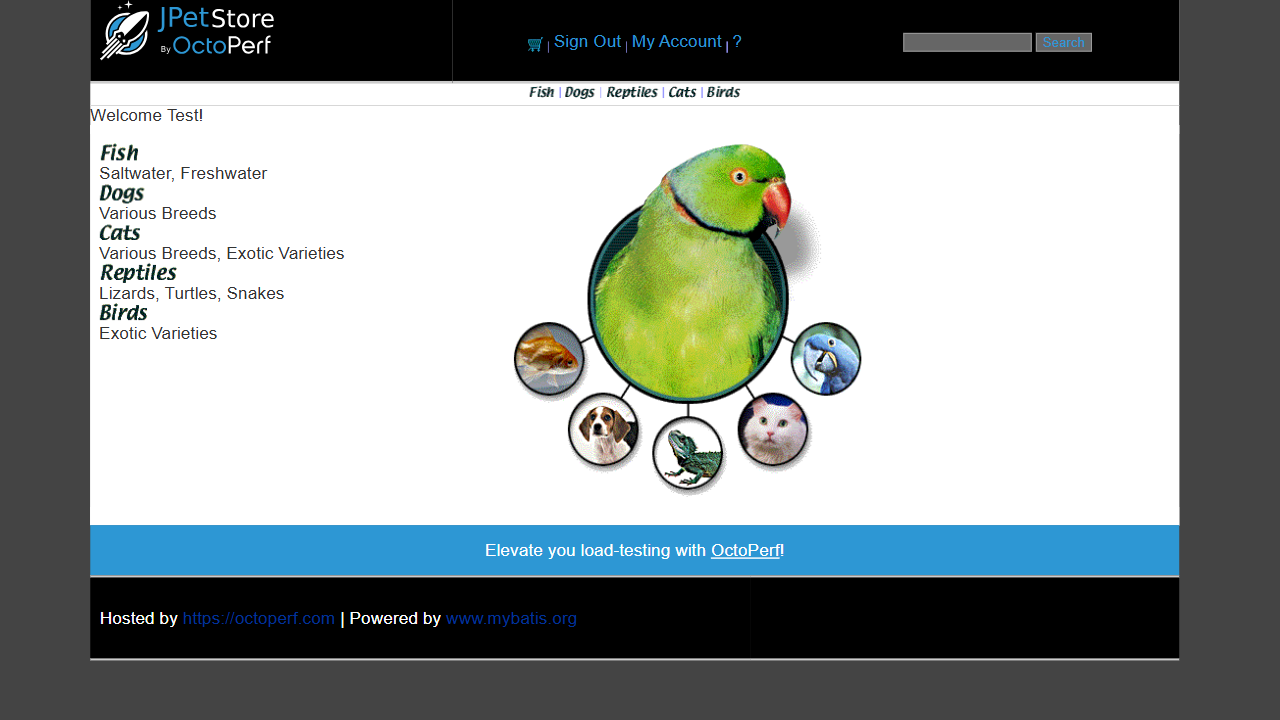 JPetStore
By OctoPerf
| Sign Out | My Account | ?
Search
Fish | Dogs | Reptiles | Cats | Birds
Welcome Test!
Fish
Saltwater, Freshwater
Dogs
Various Breeds
Cats
Various Breeds, Exotic Varieties
Reptiles
Lizards, Turtles, Snakes
Birds
Exotic Varieties
Elevate you load-testing with OctoPerf!
Hosted by https://octoperf.com | Powered by www.mybatis.org